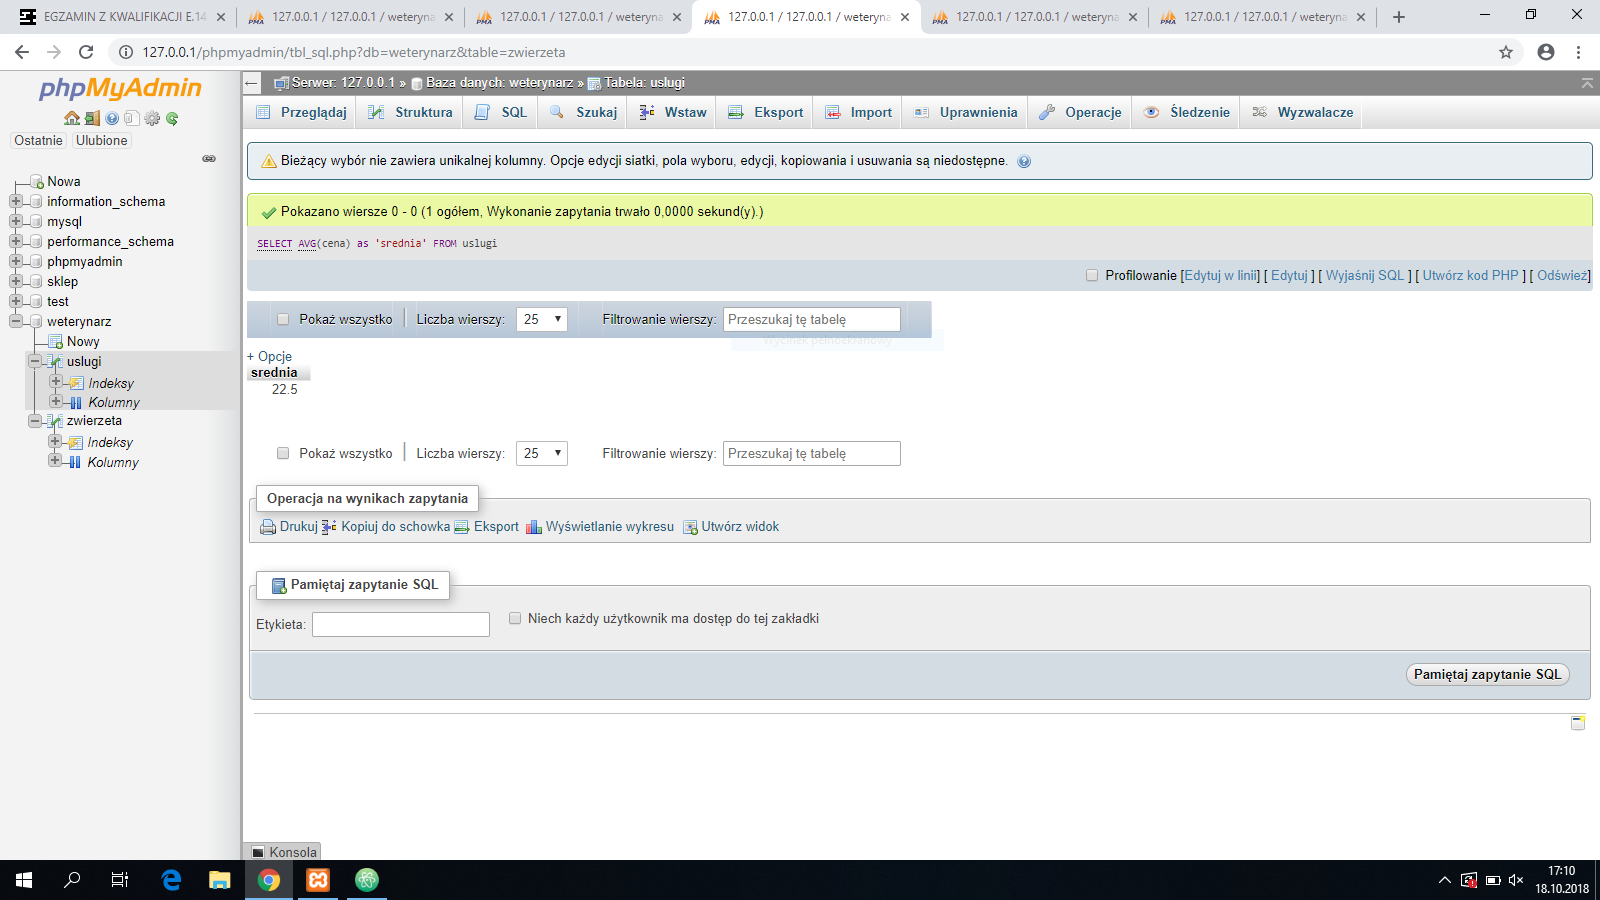 EGZAMIN Z KWALIFIKACJI E.14
127.0.0.1 / 127.0.0.1 / weteryna
127.0.0.1 / 127.0.0.1 / weteryna
127.0.0.1 / 127.0.0.1 / weteryna
127.0.0.1 / 127.0.0.1 / weteryna
127.0.0.1 / 127.0.0.1 / weteryna
127.0.0.1/phpmyadmin/tbl_sql.php?db=weterynarz&table=zwierzeta
phpMyAdmin
Ostatnie Ulubione
Nowa
information_schema
mysql
performance_schema
phpmyadmin
sklep
test
weterynarz
Nowy
uslugi
Indeksy
Kolumny
zwierzeta
Indeksy
Kolumny
Serwer: 127.0.0.1 » Baza danych: weterynarz » Tabela: uslugi
Przeglądaj Struktura SQL Szukaj Wstaw Eksport Import Uprawnienia Operacje Śledzenie Wyzwalacze
Bieżący wybór nie zawiera unikalnej kolumny. Opcje edycji siatki, pola wyboru, edycji, kopiowania i usuwania są niedostępne.
Pokazano wiersze 0 - 0 (1 ogółem, Wykonanie zapytania trwało 0,0000 sekund(y).)
SELECT AVG(cena) as 'srednia' FROM uslugi
Profilowanie [Edytuj w linii] [ Edytuj ] [ Wyjaśnij SQL ] [ Utwórz kod PHP ] [ Odśwież]
Pokaż wszystko Liczba wierszy: 25 Filtrowanie wierszy: Przeszukaj tę tabelę
Wycinek pełnoekranowy
+ Opcje
srednia
22.5
Pokaż wszystko Liczba wierszy: 25 Filtrowanie wierszy: Przeszukaj tę tabelę
Operacja na wynikach zapytania
Drukuj Kopiuj do schowka Eksport Wyświetlanie wykresu Utwórz widok
Pamiętaj zapytanie SQL
Etykieta: Niech każdy użytkownik ma dostęp do tej zakładki
Pamiętaj zapytanie SQL
Konsola
17:10
18.10.2018